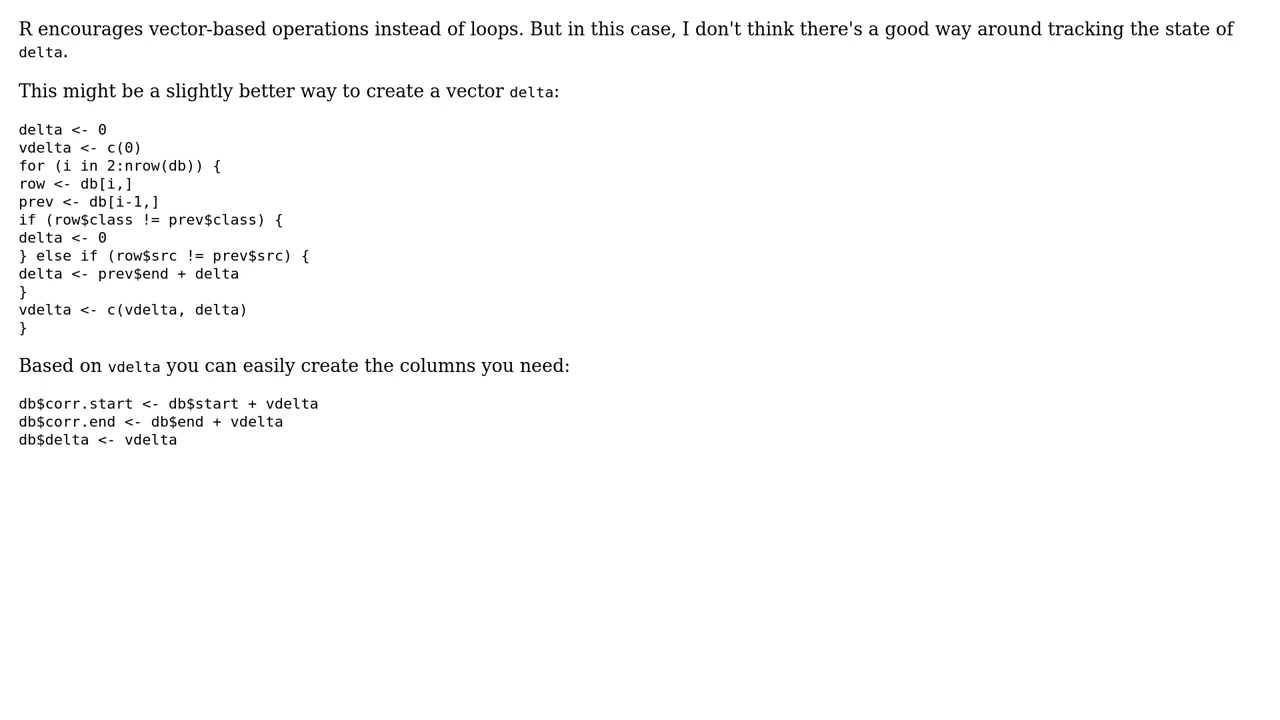 R encourages vector-based operations instead of loops. But in this case, I don't think there's a good way around tracking the state of
delta.
This might be a slightly better way to create a vector delta:
delta <- 0
vdelta <- c(0)
for (i in 2:nrow(db)) {
row <- db[i,]
prev <- db[i-1,]
if (row$class != prev$class) {
delta <- 0
} else if (row$src != prev$src) {
delta <- prev$end + delta
}
vdelta <- c(vdelta, delta)
}
Based on vdelta you can easily create the columns you need:
db$corr.start <- db$start + vdelta
db$corr.end <- db$end + vdelta
db$delta <- vdelta